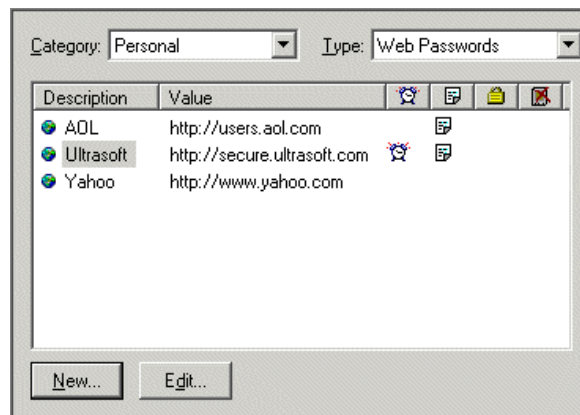 Category: Personal Type: Web Passwords
Description Value
AOL http://users.aol.com
Ultrasoft http://secure.ultrasoft.com
Yahoo http://www.yahoo.com
New... Edit...